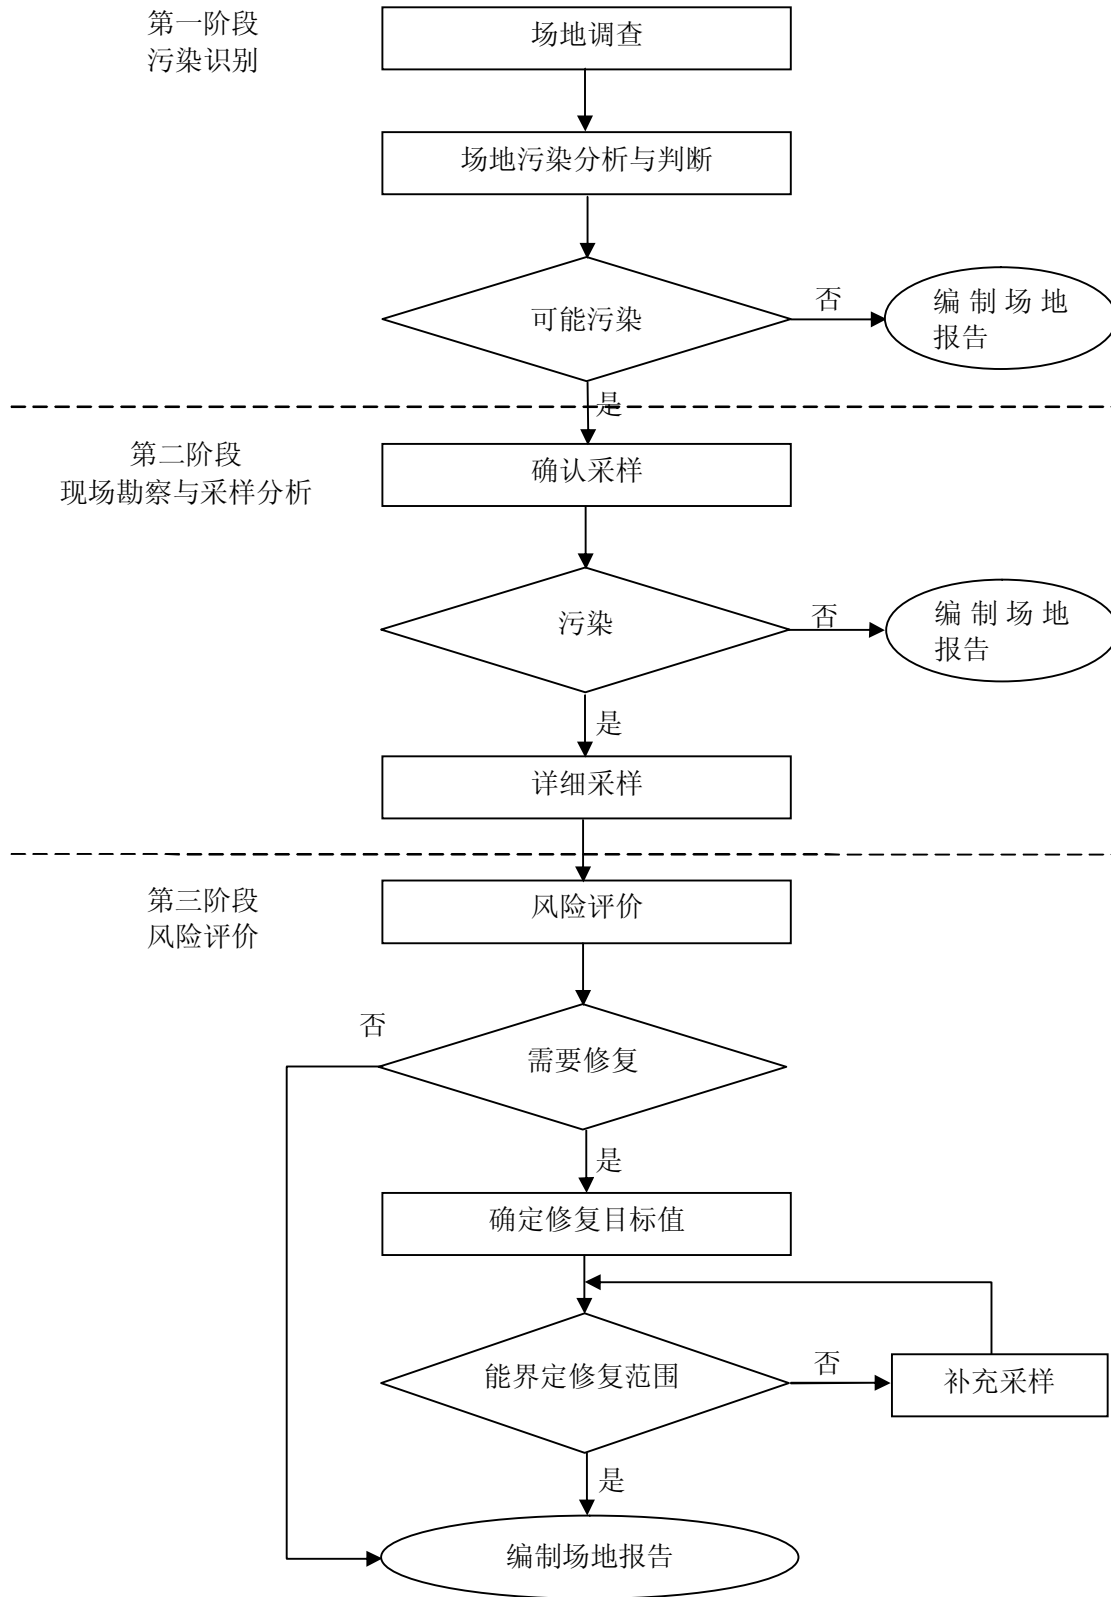 第一阶段
污染识别
场地调查
场地污染分析与判断
可能污染
否
编制场地
报告
是
第二阶段
现场勘察与采样分析
确认采样
污染
否
编制场地
报告
是
详细采样
第三阶段
风险评价
风险评价
否
需要修复
是
确定修复目标值
能界定修复范围
否
补充采样
是
编制场地报告